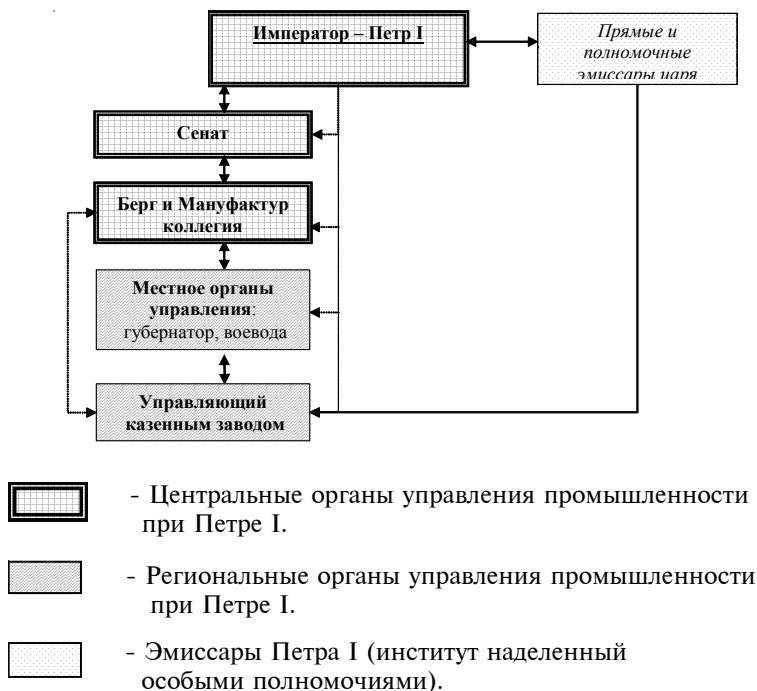 Император – Петр I
Прямые и
полномочные
эмиссары царя
Сенат
Берг и Мануфактур
коллегия
Местное органы
управления:
губернатор, воевода
Управляющий
казенным заводом
- Центральные органы управления промышленности
при Петре I.
- Региональные органы управления промышленности
при Петре I.
- Эмиссары Петра I (институт наделенный
особыми полномочиями).